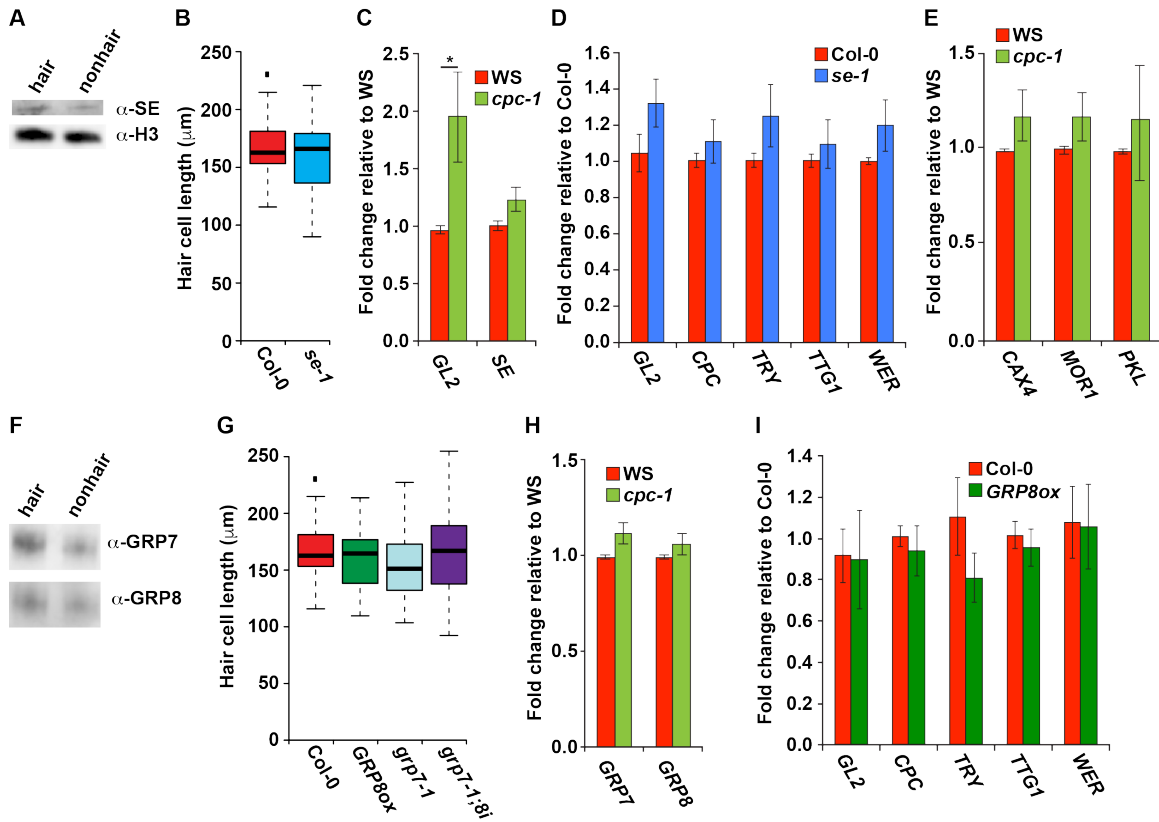 A
hair
nonhair
α-SE
α-H3
B
Hair cell length (μm)
250
200
150
100
50
0
Col-0
se-1
C
Fold change relative to WS
2.5
2.0
1.5
1.0
0.5
0.0
*
WS
cpc-1
GL2
SE
D
Fold change relative to Col-0
1.6
1.4
1.2
1.0
0.8
0.6
0.4
0.2
0.0
Col-0
se-1
GL2
CPC
TRY
TTG1
WER
E
Fold change relative to WS
1.5
1.0
0.5
0.0
WS
cpc-1
CAX4
MOR1
PKL
F
hair
nonhair
α-GRP7
α-GRP8
G
Hair cell length (μm)
250
200
150
100
50
0
Col-0
GRP8ox
grp7-1
grp7-1;8i
H
Fold change relative to WS
1.5
1.0
0.5
0.0
WS
cpc-1
GRP7
GRP8
I
Fold change relative to Col-0
1.4
1.2
1.0
0.8
0.6
0.4
0.2
0.0
Col-0
GRP8ox
GL2
CPC
TRY
TTG1
WER